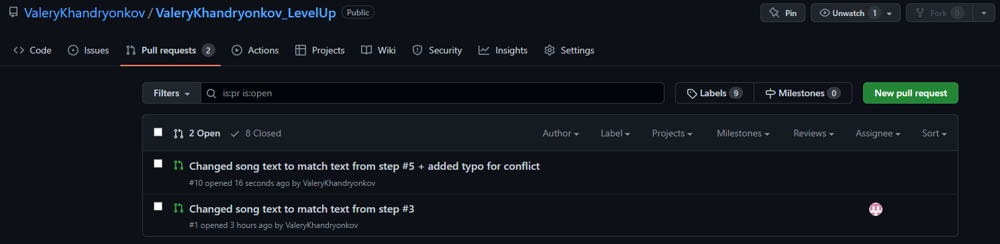 ValeryKhandryonkov / ValeryKhandryonkov_LevelUp Public Pin Unwatch 1 Fork 0
Code Issues Pull requests 2 Actions Projects Wiki Security Insights Settings
Filters is:pr is:open Labels 9 Milestones 0 New pull request
2 Open 8 Closed Author Label Projects Milestones Reviews Assignee Sort
Changed song text to match text from step #5 + added typo for conflict
#10 opened 16 seconds ago by ValeryKhandryonkov
Changed song text to match text from step #3
#1 opened 3 hours ago by ValeryKhandryonkov